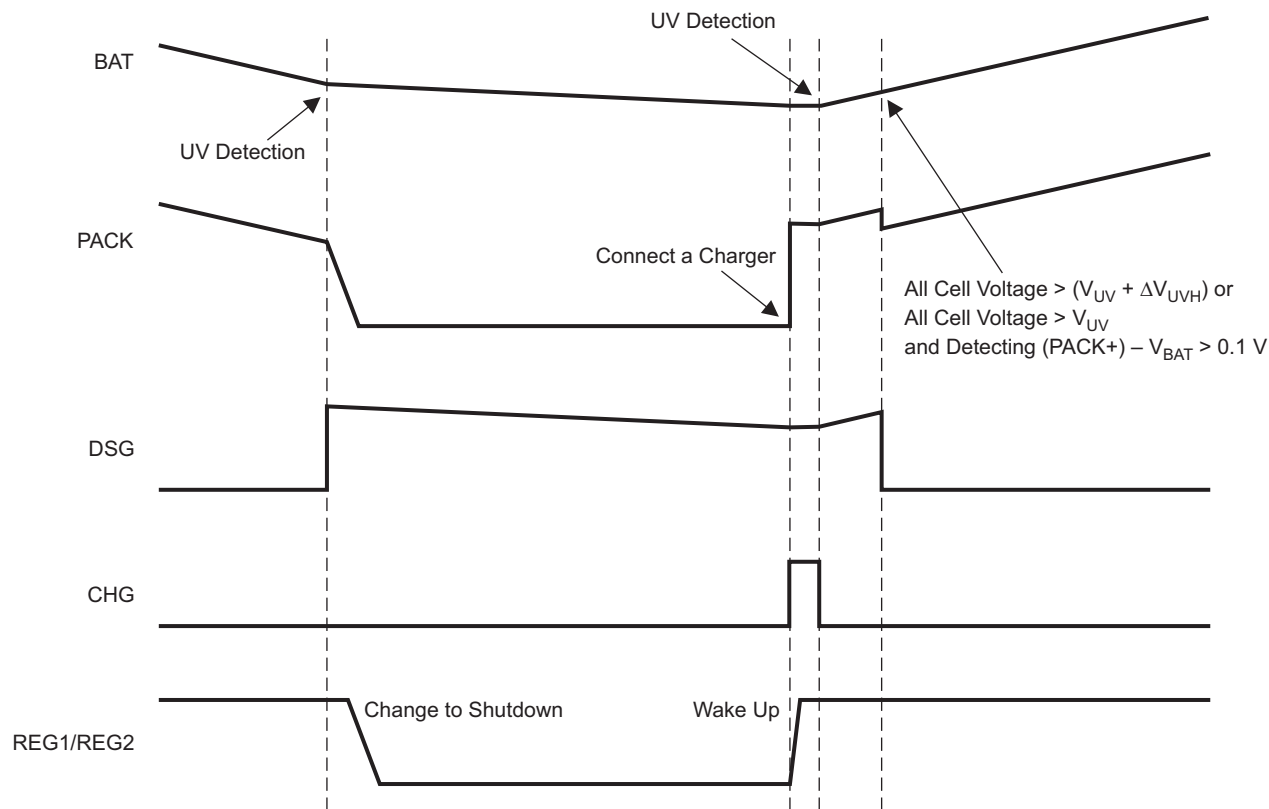 UV Detection
BAT
UV Detection
PACK
Connect a Charger
All Cell Voltage > (V_UV + ΔV_UVH) or
All Cell Voltage > V_UV
and Detecting (PACK+) – V_BAT > 0.1 V
DSG
CHG
Change to Shutdown
Wake Up
REG1/REG2